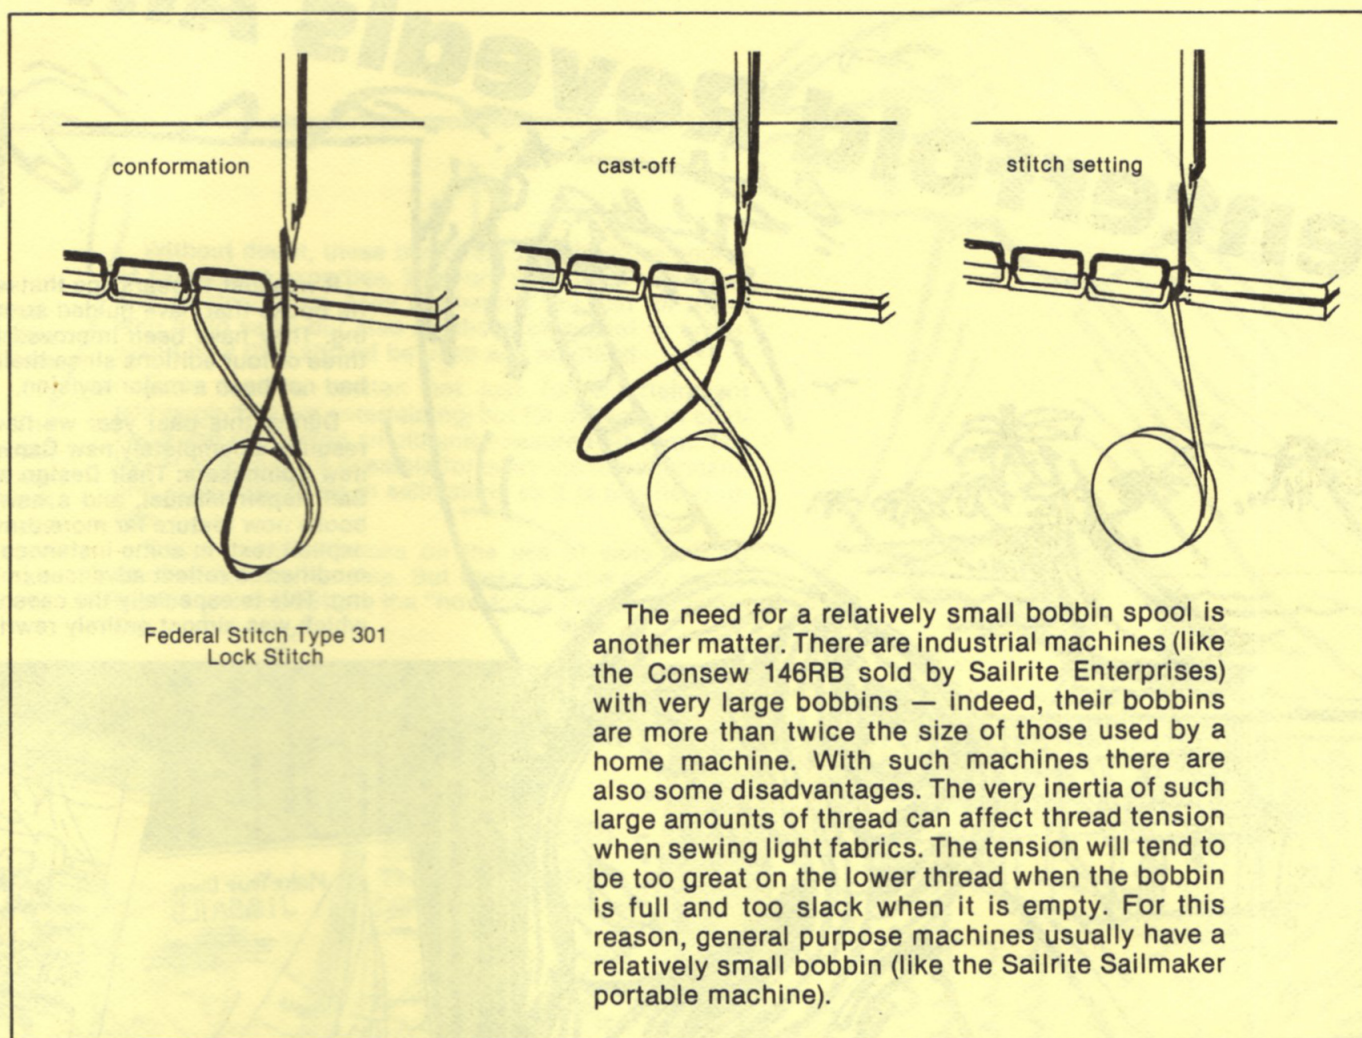 conformation
cast-off
stitch setting
Federal Stitch Type 301
Lock Stitch
The need for a relatively small bobbin spool is
another matter. There are industrial machines (like
the Consew 146RB sold by Sailrite Enterprises)
with very large bobbins — indeed, their bobbins
are more than twice the size of those used by a
home machine. With such machines there are
also some disadvantages. The very inertia of such
large amounts of thread can affect thread tension
when sewing light fabrics. The tension will tend to
be too great on the lower thread when the bobbin
is full and too slack when it is empty. For this
reason, general purpose machines usually have a
relatively small bobbin (like the Sailrite Sailmaker
portable machine).